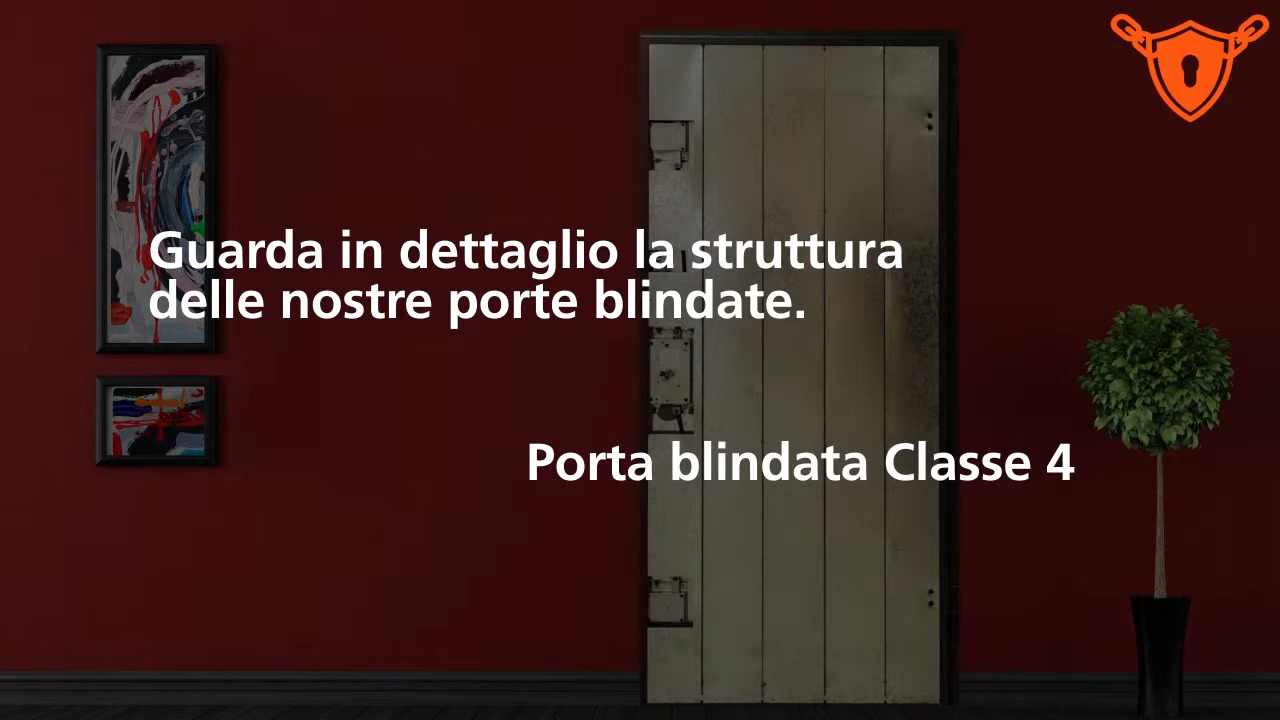 Guarda in dettaglio la struttura
delle nostre porte blindate.
Porta blindata Classe 4